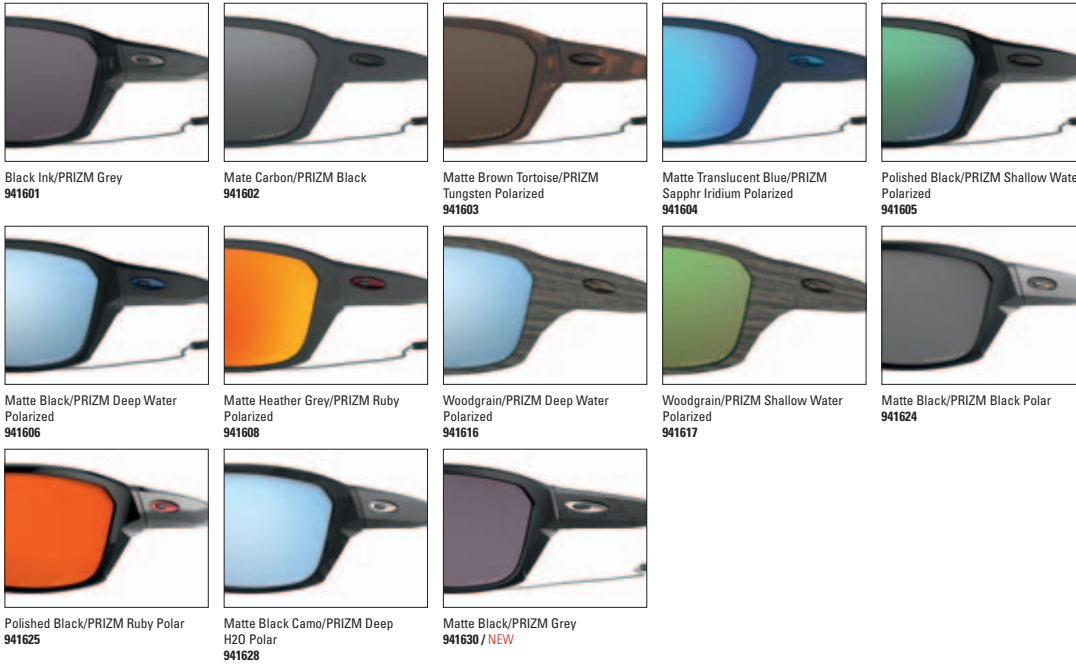 Black Ink/PRIZM Grey
941601
Mate Carbon/PRIZM Black
941602
Matte Brown Tortoise/PRIZM
Tungsten Polarized
941603
Matte Translucent Blue/PRIZM
Sapphr Iridium Polarized
941604
Polished Black/PRIZM Shallow Wate
Polarized
941605
Matte Black/PRIZM Deep Water
Polarized
941606
Matte Heather Grey/PRIZM Ruby
Polarized
941608
Woodgrain/PRIZM Deep Water
Polarized
941616
Woodgrain/PRIZM Shallow Water
Polarized
941617
Matte Black/PRIZM Black Polar
941624
Polished Black/PRIZM Ruby Polar
941625
Matte Black Camo/PRIZM Deep
H2O Polar
941628
Matte Black/PRIZM Grey
941630 / NEW